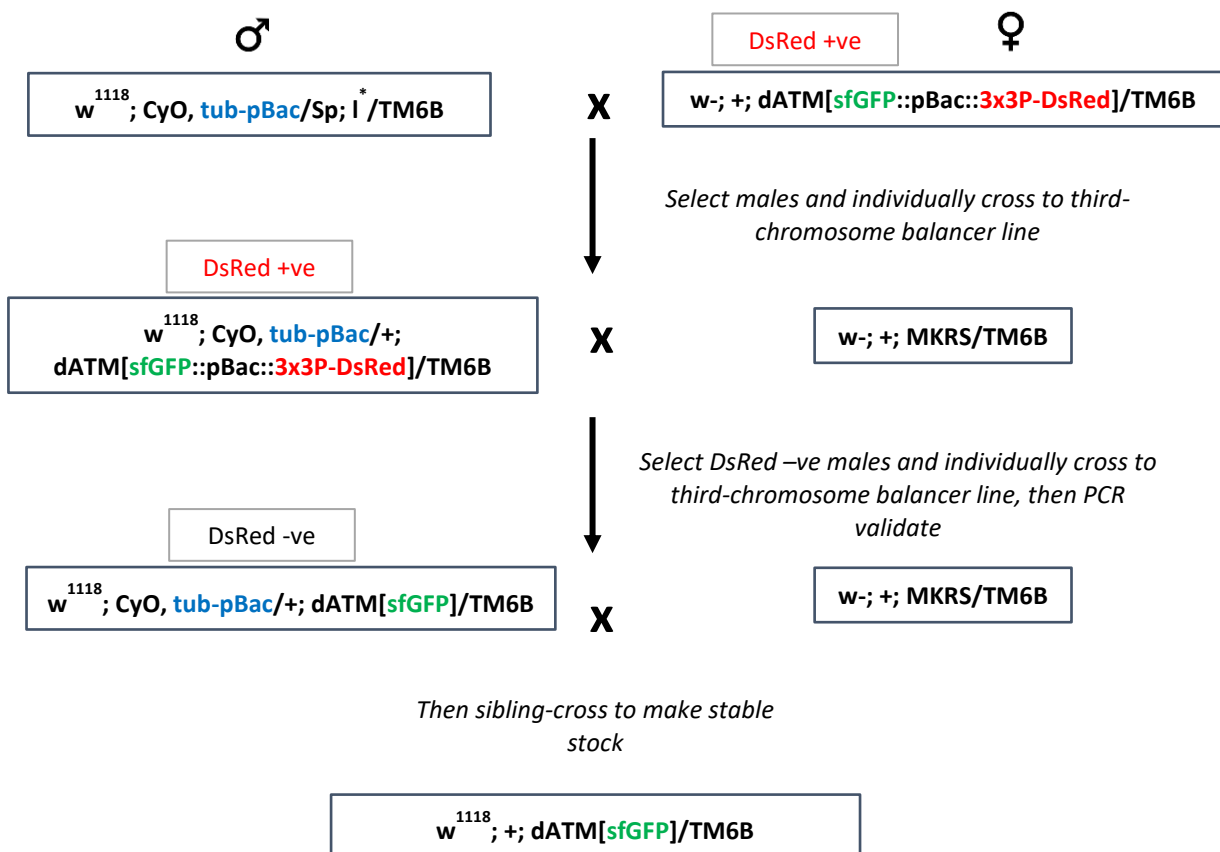 ♂ ♀
DsRed +ve
w1118; CyO, tub-pBac/Sp; l*/TM6B
x
w-; +; dATM[sfGFP::pBac::3x3P-DsRed]/TM6B
Select males and individually cross to third-
chromosome balancer line
DsRed +ve
w1118; CyO, tub-pBac/+;
dATM[sfGFP::pBac::3x3P-DsRed]/TM6B
x
w-; +; MKRS/TM6B
Select DsRed –ve males and individually cross to
third-chromosome balancer line, then PCR
validate
DsRed -ve
w1118; CyO, tub-pBac/+; dATM[sfGFP]/TM6B
x
w-; +; MKRS/TM6B
Then sibling-cross to make stable
stock
w1118; +; dATM[sfGFP]/TM6B